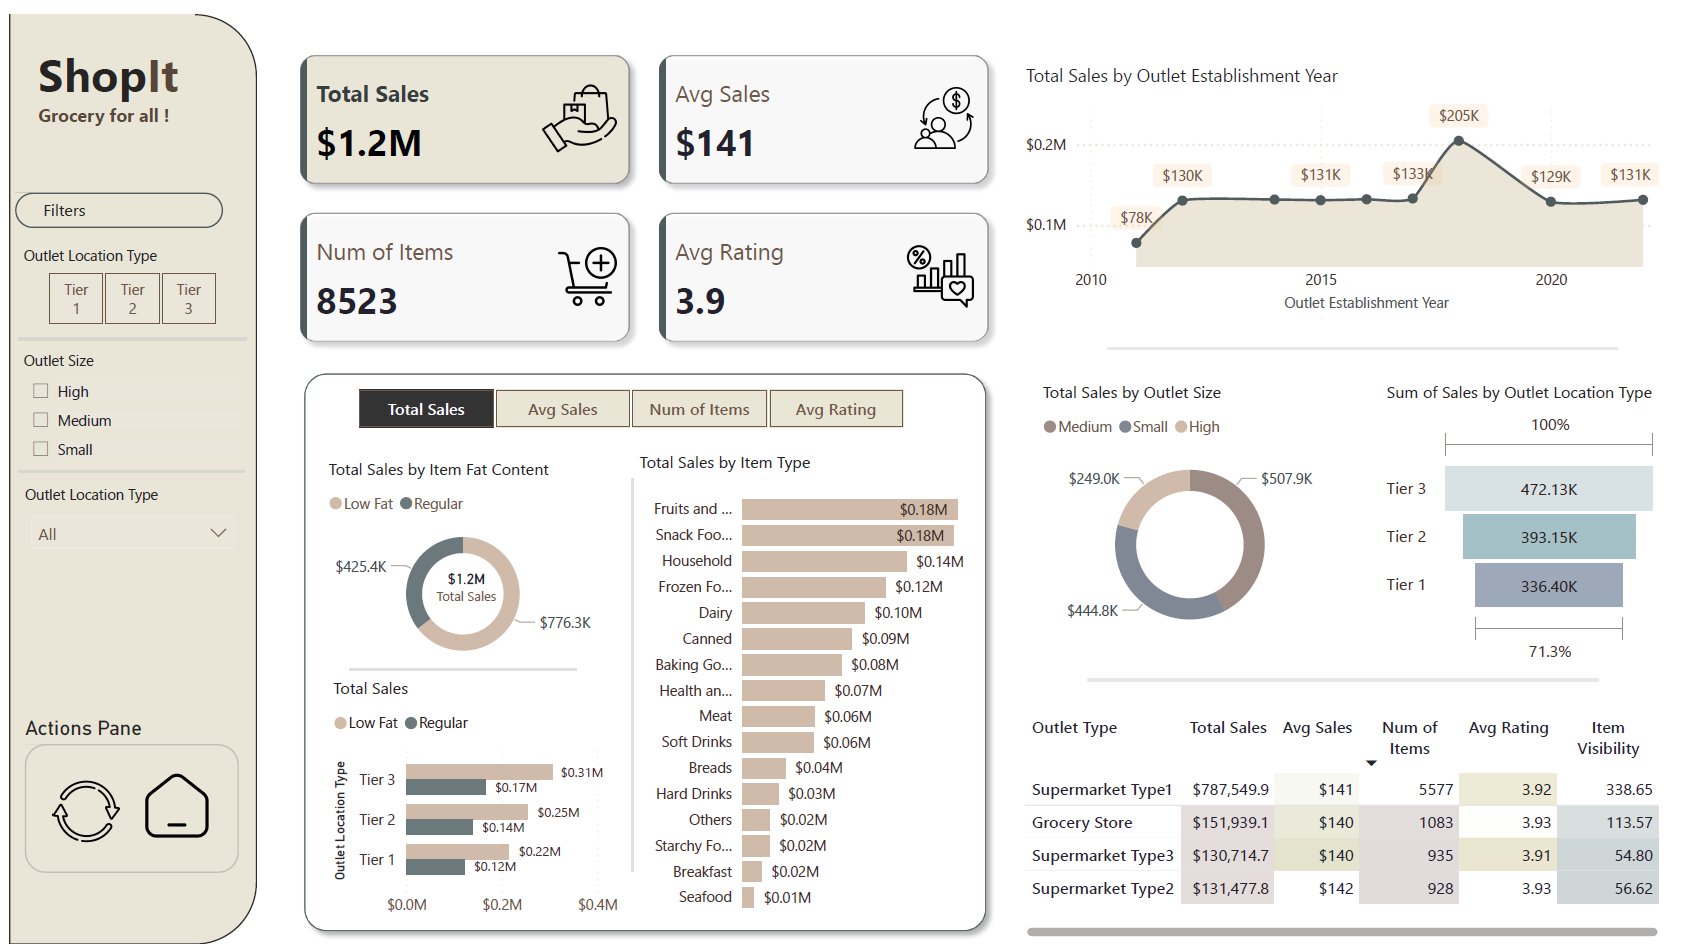 ShopIt
Grocery for all !
Filters
Outlet Location Type
Tier 1
Tier 2
Tier 3
Outlet Size
High
Medium
Small
Outlet Location Type
All
Actions Pane
Total Sales
$1.2M
Avg Sales
$141
Num of Items
8523
Avg Rating
3.9
Total Sales
Avg Sales
Num of Items
Avg Rating
Total Sales by Item Fat Content
Low Fat Regular
$425.4K
$1.2M
Total Sales
$776.3K
Total Sales
Low Fat Regular
Outlet Location Type
Tier 3
$0.31M
$0.17M
Tier 2
$0.25M
$0.14M
Tier 1
$0.22M
$0.12M
$0.0M $0.2M $0.4M
Total Sales by Item Type
Fruits and ... $0.18M
Snack Foo... $0.18M
Household $0.14M
Frozen Fo... $0.12M
Dairy $0.10M
Canned $0.09M
Baking Go... $0.08M
Health an... $0.07M
Meat $0.06M
Soft Drinks $0.06M
Breads $0.04M
Hard Drinks $0.03M
Others $0.02M
Starchy Fo... $0.02M
Breakfast $0.02M
Seafood $0.01M
Total Sales by Outlet Establishment Year
$0.2M
$0.1M
$78K
$130K
$131K
$133K
$205K
$129K
$131K
2010 2015 2020
Outlet Establishment Year
Total Sales by Outlet Size
Medium Small High
$249.0K
$507.9K
$444.8K
Sum of Sales by Outlet Location Type
100%
Tier 3 472.13K
Tier 2 393.15K
Tier 1 336.40K
71.3%
Outlet Type Total Sales Avg Sales Num of Items Avg Rating Item Visibility
Supermarket Type1 $787,549.9 $141 5577 3.92 338.65
Grocery Store $151,939.1 $140 1083 3.93 113.57
Supermarket Type3 $130,714.7 $140 935 3.91 54.80
Supermarket Type2 $131,477.8 $142 928 3.93 56.62